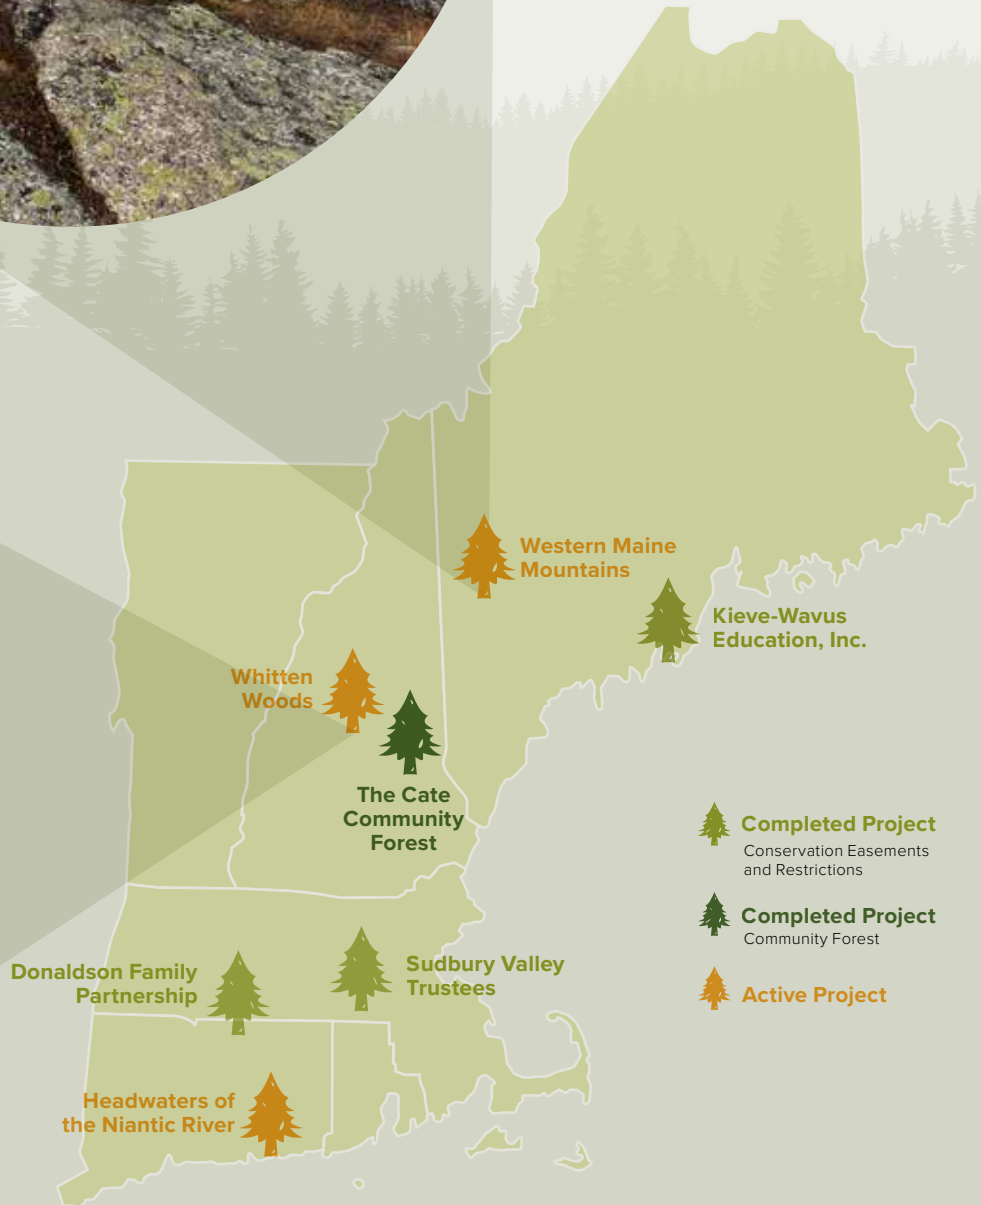 Western Maine
Mountains
Kieve-Wavus
Education, Inc.
Whitten
Woods
The Cate
Community
Forest
Completed Project
Conservation Easements
and Restrictions
Completed Project
Community Forest
Active Project
Donaldson Family
Partnership
Sudbury Valley
Trustees
Headwaters of
the Niantic River